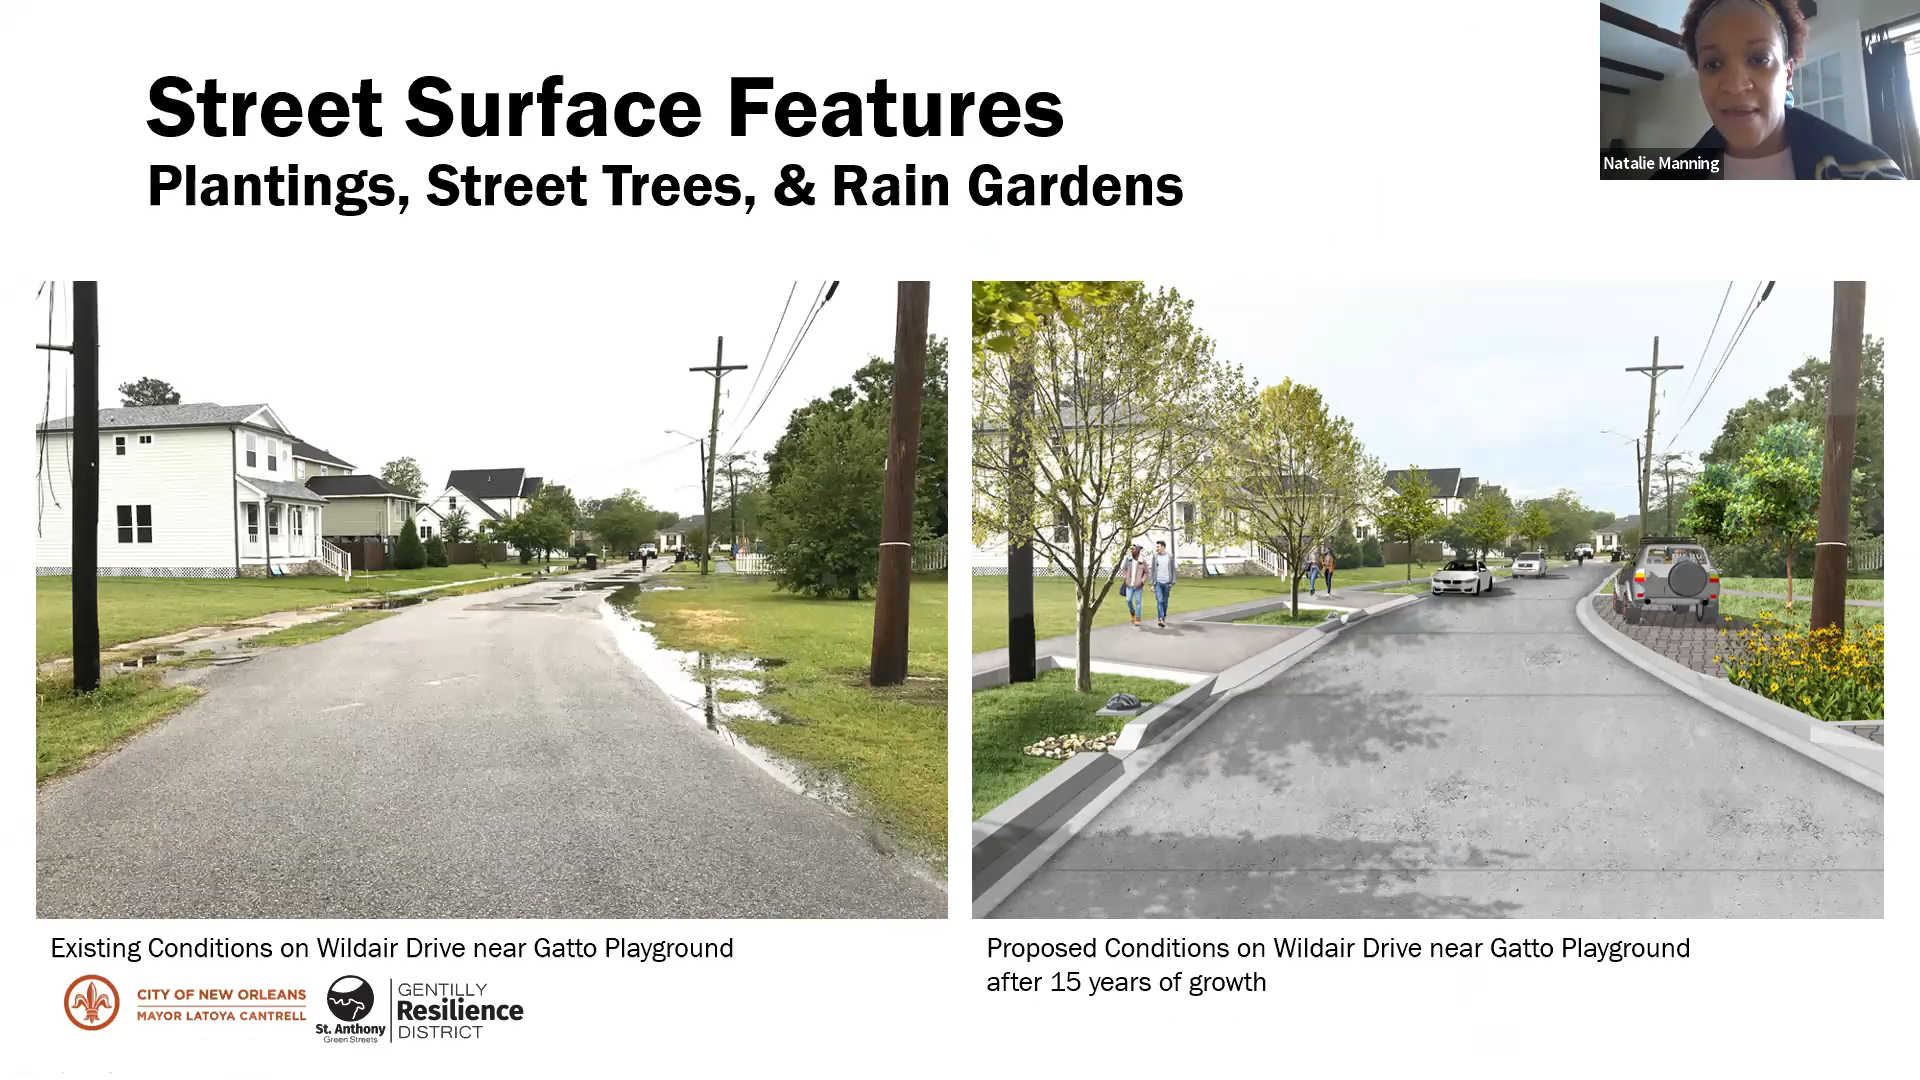 Street Surface Features
Plantings, Street Trees, & Rain Gardens
Natalie Manning
Existing Conditions on Wildair Drive near Gatto Playground
Proposed Conditions on Wildair Drive near Gatto Playground
after 15 years of growth
CITY OF NEW ORLEANS
MAYOR LATOYA CANTRELL
St. Anthony
Green Streets
GENTILLY
Resilience
DISTRICT